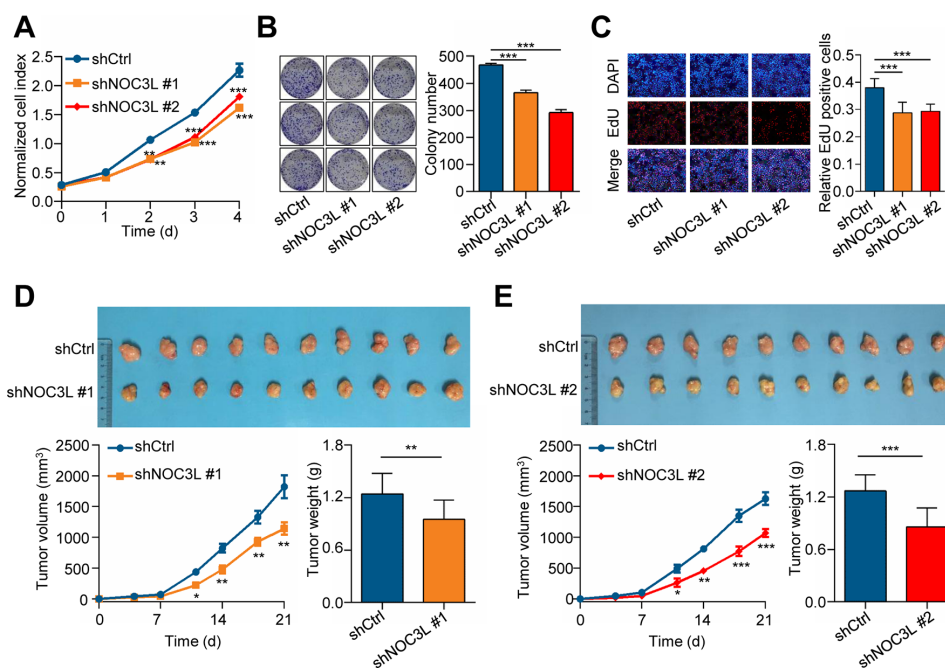 A
shCtrl
shNOC3L #1
shNOC3L #2
Normalized cell index
2.5
2.0
1.5
1.0
0.5
0.0
** ** *** *** *** ***
0 1 2 3 4
Time (d)
B
shCtrl
shNOC3L #1
shNOC3L #2
Colony number
500
400
300
200
100
0
***
***
shCtrl
shNOC3L #1
shNOC3L #2
C
DAPI
EdU
Merge
shCtrl
shNOC3L #1
shNOC3L #2
Relative EdU positive cells
0.5
0.4
0.3
0.2
0.1
0
***
***
shCtrl
shNOC3L #1
shNOC3L #2
D
shCtrl
shNOC3L #1
shCtrl
shNOC3L #1
Tumor volume (mm³)
2500
2000
1500
1000
500
0
* ** ** **
0 7 14 21
Time (d)
Tumor weight (g)
1.8
1.2
0.6
0
**
shCtrl
shNOC3L #1
E
shCtrl
shNOC3L #2
shCtrl
shNOC3L #2
Tumor volume (mm³)
2500
2000
1500
1000
500
0
* ** *** ***
0 7 14 21
Time (d)
Tumor weight (g)
1.8
1.2
0.6
0
***
shCtrl
shNOC3L #2